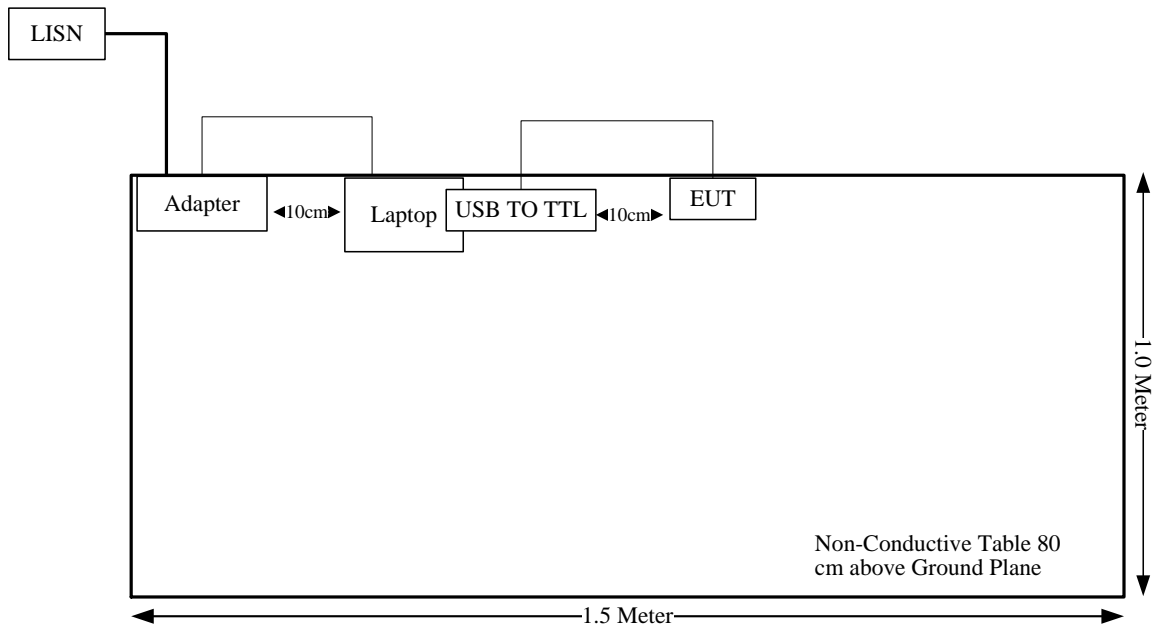 LISN
Adapter
10cm
Laptop
USB TO TTL
10cm
EUT
1.0 Meter
Non-Conductive Table 80
cm above Ground Plane
1.5 Meter